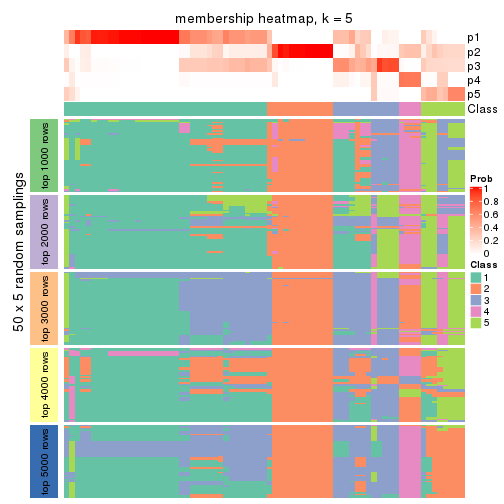 membership heatmap, k = 5
p1
p2
p3
p4
p5
Class
50 x 5 random samplings
top 1000 rows
top 2000 rows
top 3000 rows
top 4000 rows
top 5000 rows
Prob
1
0.8
0.6
0.4
0.2
0
Class
1
2
3
4
5